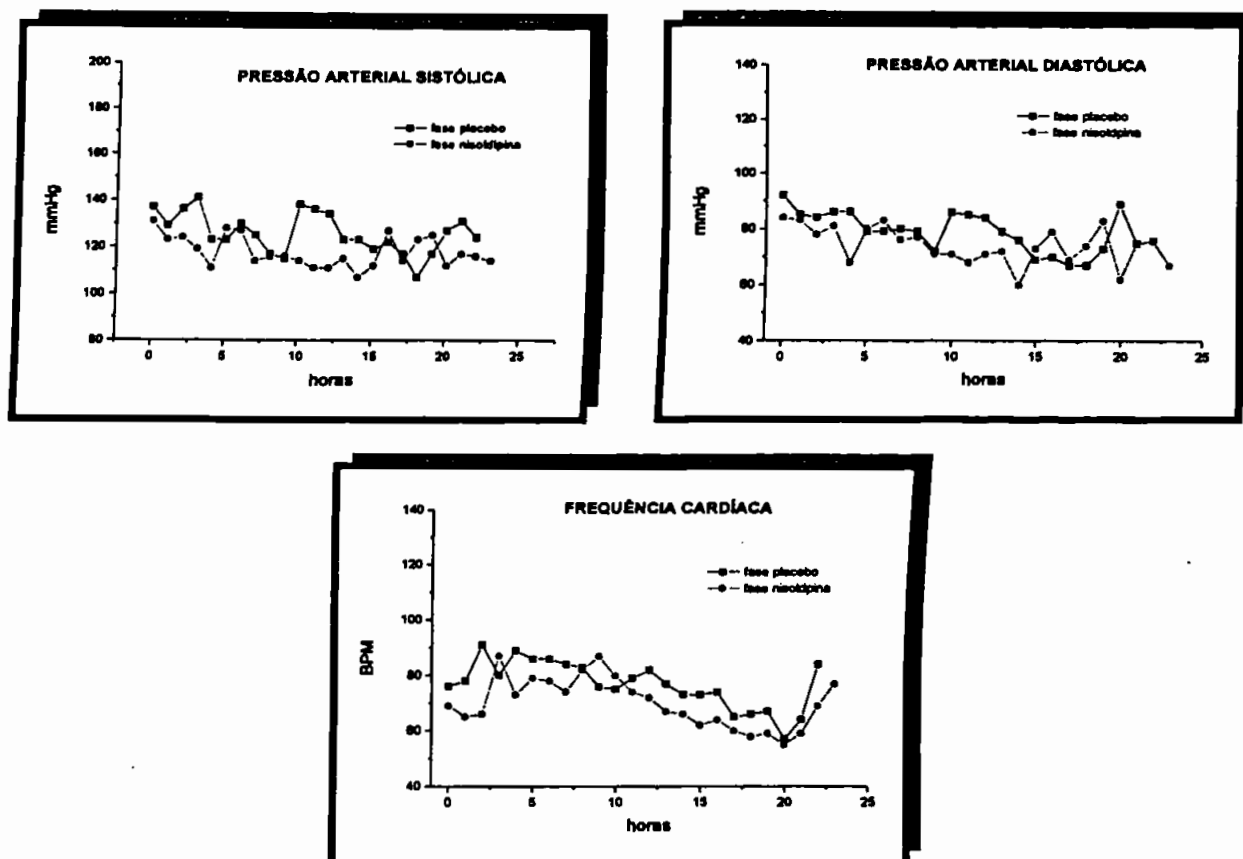 PRESSÃO ARTERIAL SISTÓLICA
fase placebo
fase nisoldipina
mmHg
200
180
160
140
120
100
80
0 5 10 15 20 25
horas
PRESSÃO ARTERIAL DIASTÓLICA
fase placebo
fase nisoldipina
mmHg
140
120
100
80
60
40
0 5 10 15 20 25
horas
FREQUÊNCIA CARDÍACA
fase placebo
fase nisoldipina
BPM
140
120
100
80
60
40
0 5 10 15 20 25
horas